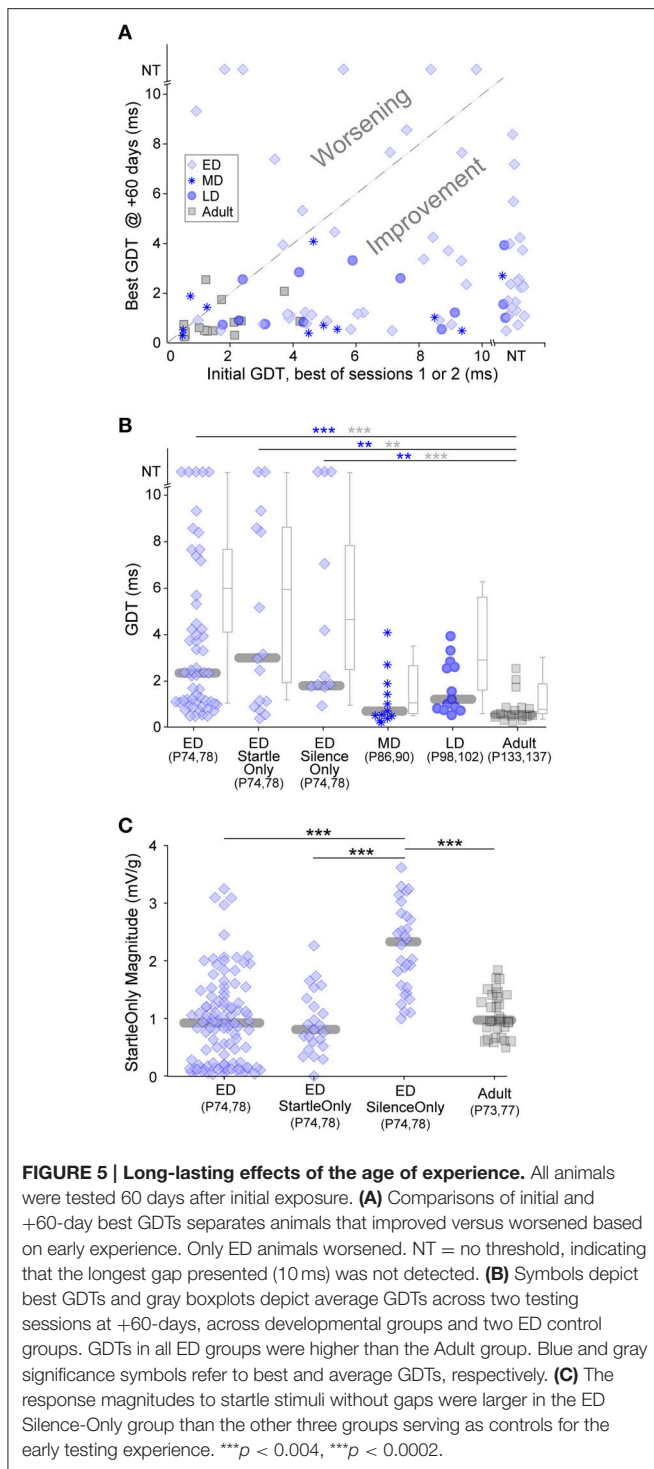 A
NT
10
8
6
4
2
0
Best GDT @ +60 days (ms)
Worsening
Improvement
ED
MD
LD
Adult
0 2 4 6 8 10 NT
Initial GDT, best of sessions 1 or 2 (ms)
B
*** ***
** **
** ***
NT
10
8
6
4
2
0
GDT (ms)
ED ED ED MD LD Adult
Startle Silence
Only Only
(P74,78) (P74,78) (P74,78) (P86,90) (P98,102) (P133,137)
C
***
*** ***
4
3
2
1
0
StartleOnly Magnitude (mV/g)
ED ED ED Adult
StartleOnly SilenceOnly
(P74,78) (P74,78) (P74,78) (P73,77)
FIGURE 5 | Long-lasting effects of the age of experience. All animals
were tested 60 days after initial exposure. (A) Comparisons of initial and
+60-day best GDTs separates animals that improved versus worsened based
on early experience. Only ED animals worsened. NT = no threshold, indicating
that the longest gap presented (10 ms) was not detected. (B) Symbols depict
best GDTs and gray boxplots depict average GDTs across two testing
sessions at +60-days, across developmental groups and two ED control
groups. GDTs in all ED groups were higher than the Adult group. Blue and gray
significance symbols refer to best and average GDTs, respectively. (C) The
response magnitudes to startle stimuli without gaps were larger in the ED
Silence-Only group than the other three groups serving as controls for the
early testing experience. ***p < 0.004, ***p < 0.0002.